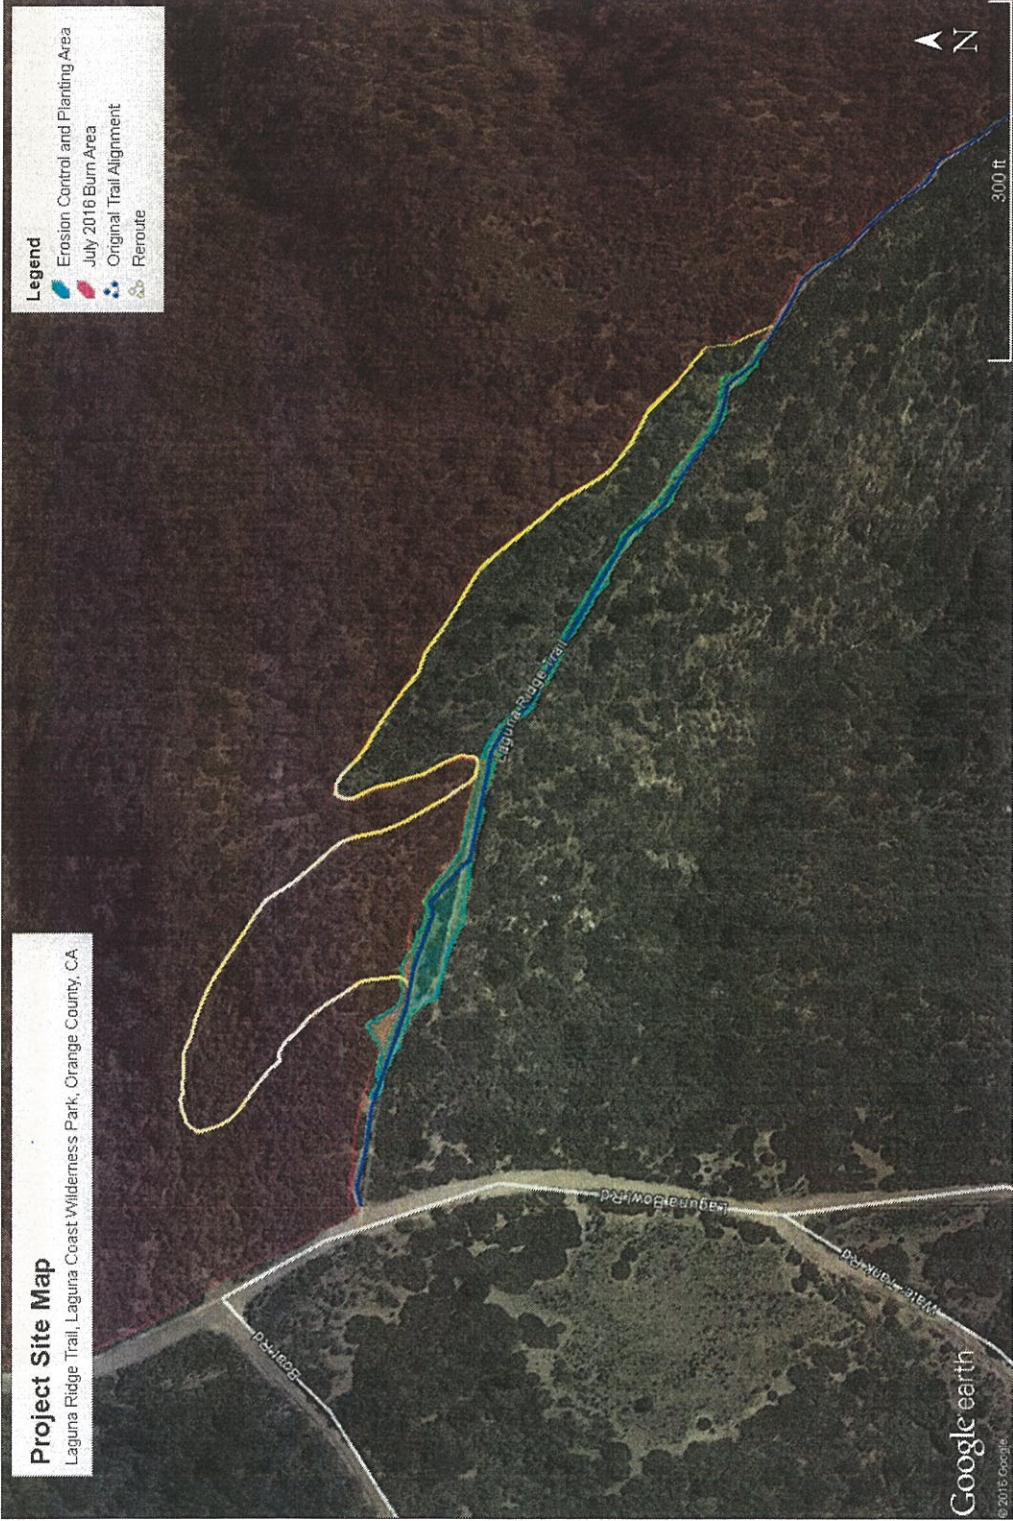 Project Site Map
Laguna Ridge Trail, Laguna Coast Wilderness Park, Orange County, CA
Legend
Erosion Control and Planting Area
July 2016 Burn Area
Original Trail Alignment
Reroute
Boat Rd
Laguna Bowl Rd
Water Tank Rd
Laguna Ridge Trail
Google earth
© 2016 Google
N
300 ft